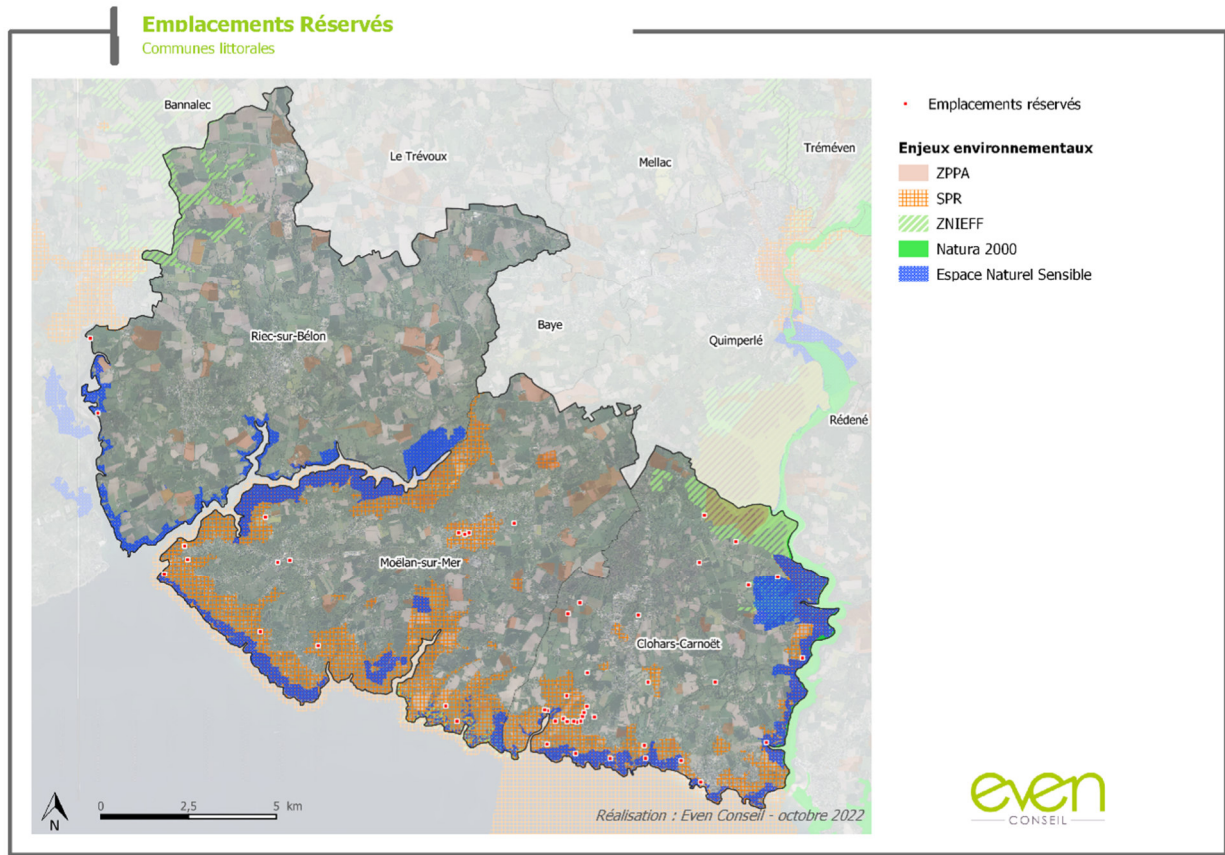 Emplacements Réservés
Communes littorales
Bannalec
Le Trévoux
Mellac
Tréméven
Riec-sur-Bélon
Baye
Quimperlé
Rédené
Moëlan-sur-Mer
Clohars-Carnoët
N
0 2,5 5 km
Réalisation : Even Conseil - octobre 2022
Emplacements réservés
Enjeux environnementaux
ZPPA
SPR
ZNIEFF
Natura 2000
Espace Naturel Sensible
even
CONSEIL